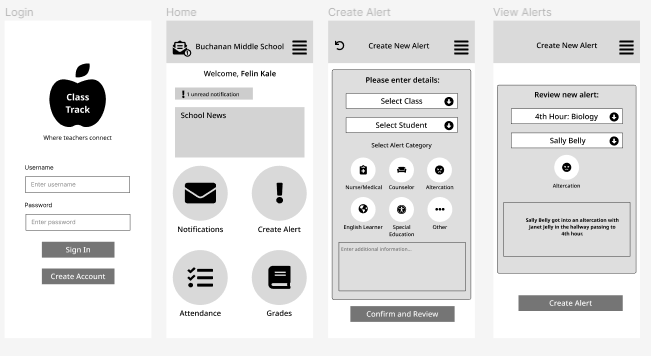 Login
Class
Track
Where teachers connect
Username
Enter username
Password
Enter password
Sign In
Create Account
Home
Buchanan Middle School
Welcome, Felin Kale
1 unread notification
School News
Notifications
Create Alert
Attendance
Grades
Create Alert
Create New Alert
Please enter details:
Select Class
Select Student
Select Alert Category
Nurse/Medical
Counselor
Altercation
English Learner
Special
Education
Other
Enter additional information...
Confirm and Review
View Alerts
Create New Alert
Review new alert:
4th Hour: Biology
Sally Belly
Altercation
Sally Belly got into an altercation with
Janet Jelly in the hallway passing to
4th hour.
Create Alert